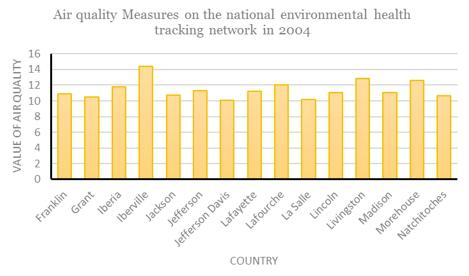 Air quality Measures on the national environmental health
tracking network in 2004
VALUE OF AIR QUALITY
16
14
12
10
8
6
4
2
0
Franklin
Grant
Iberia
Iberville
Jackson
Jefferson
Jefferson Davis
Lafayette
Lafourche
La Salle
Lincoln
Livingston
Madison
Morehouse
Natchitoches
COUNTRY